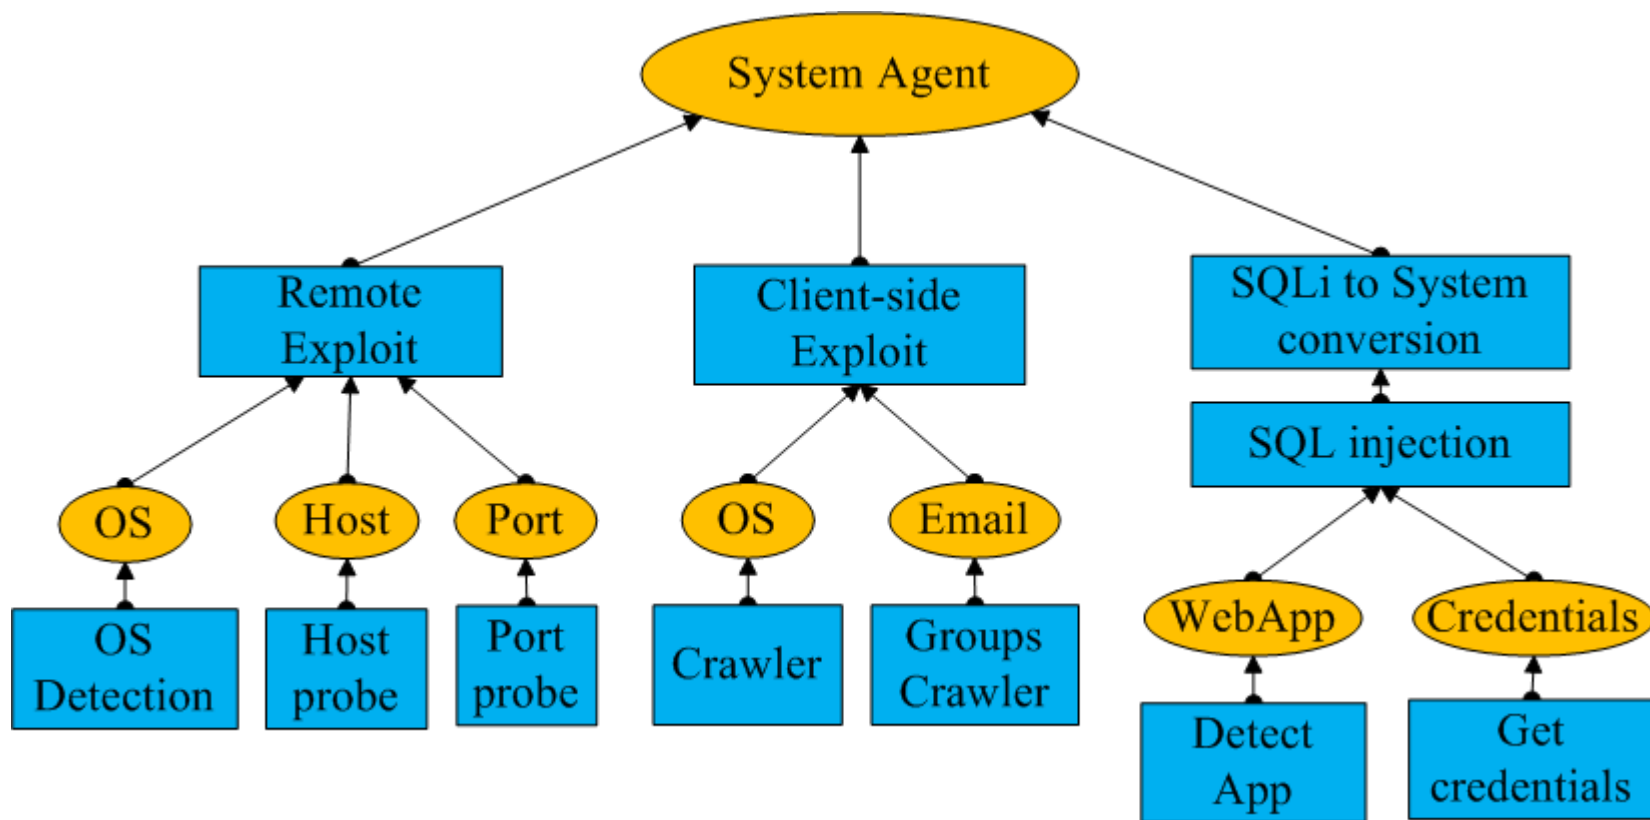 System Agent
Remote
Exploit
Client-side
Exploit
SQLi to System
conversion
SQL injection
OS
Host
Port
OS
Email
WebApp
Credentials
OS
Detection
Host
probe
Port
probe
Crawler
Groups
Crawler
Detect
App
Get
credentials